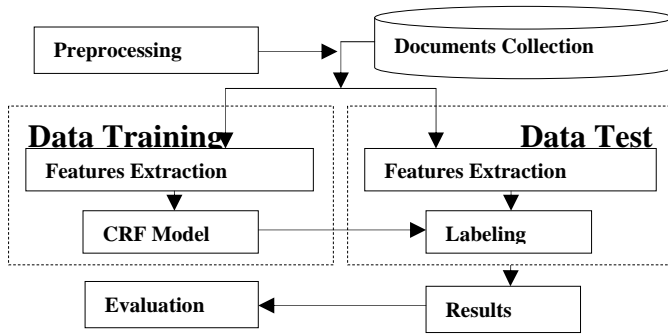 Preprocessing
Documents Collection
Data Training
Data Test
Features Extraction
Features Extraction
CRF Model
Labeling
Evaluation
Results